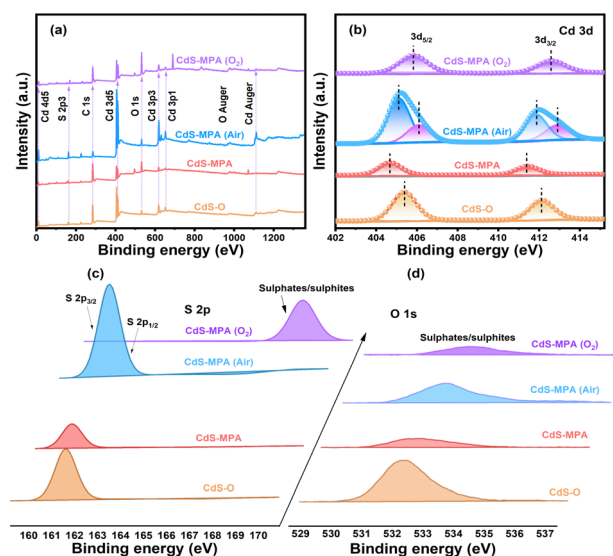 (a)
CdS-MPA (O₂)
Cd 4d5
S 2p3
C 1s
Cd 3d5
O 1s
Cd 3p3
Cd 3p1
O Auger
Cd Auger
CdS-MPA (Air)
CdS-MPA
CdS-O
Intensity (a.u.)
0 200 400 600 800 1000 1200
Binding energy (eV)
(b)
Cd 3d
3d₅/₂
3d₃/₂
CdS-MPA (O₂)
CdS-MPA (Air)
CdS-MPA
CdS-O
Intensity (a.u.)
402 404 406 408 410 412 414
Binding energy (eV)
(c)
S 2p
S 2p₃/₂
S 2p₁/₂
Sulphates/sulphites
CdS-MPA (O₂)
CdS-MPA (Air)
CdS-MPA
CdS-O
160 161 162 163 164 165 166 167 168 169 170
Binding energy (eV)
(d)
O 1s
Sulphates/sulphites
CdS-MPA (O₂)
CdS-MPA (Air)
CdS-MPA
CdS-O
529 530 531 532 533 534 535 536 537
Binding energy (eV)